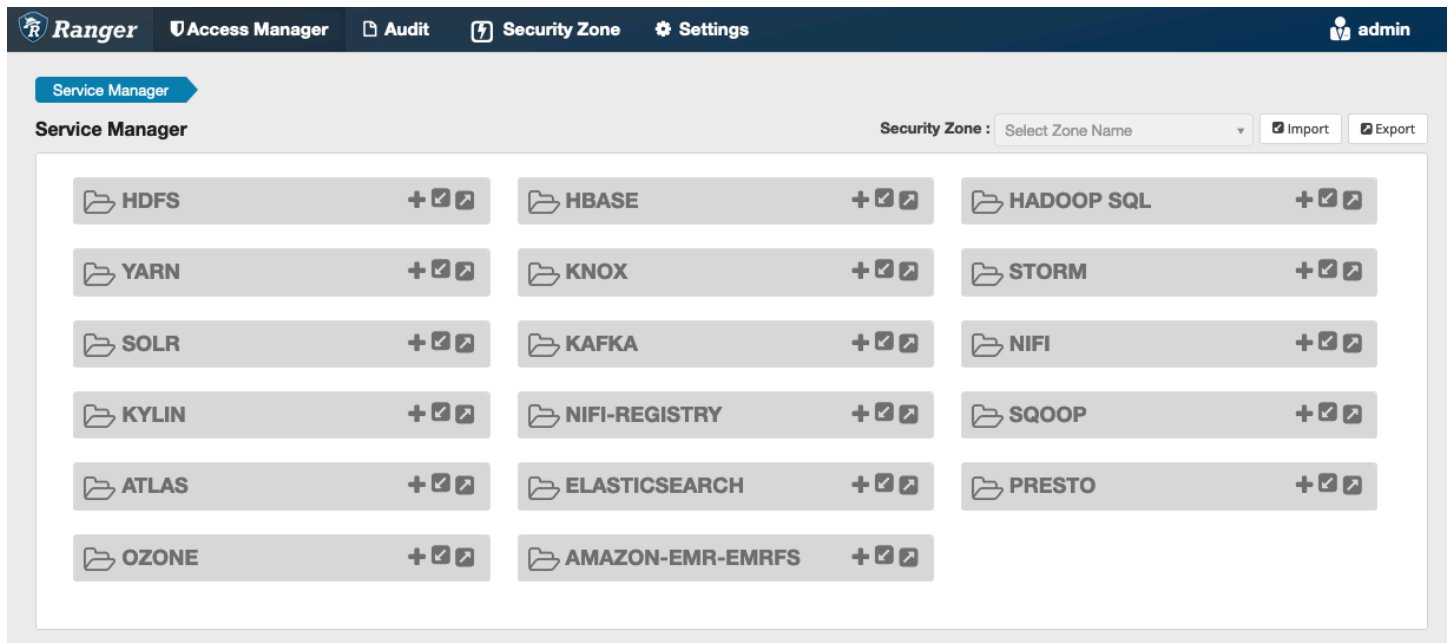 Ranger Access Manager Audit Security Zone Settings admin
Service Manager
Service Manager Security Zone : Select Zone Name Import Export
HDFS HBASE HADOOP SQL
YARN KNOX STORM
SOLR KAFKA NIFI
KYLIN NIFI-REGISTRY SQOOP
ATLAS ELASTICSEARCH PRESTO
OZONE AMAZON-EMR-EMRFS